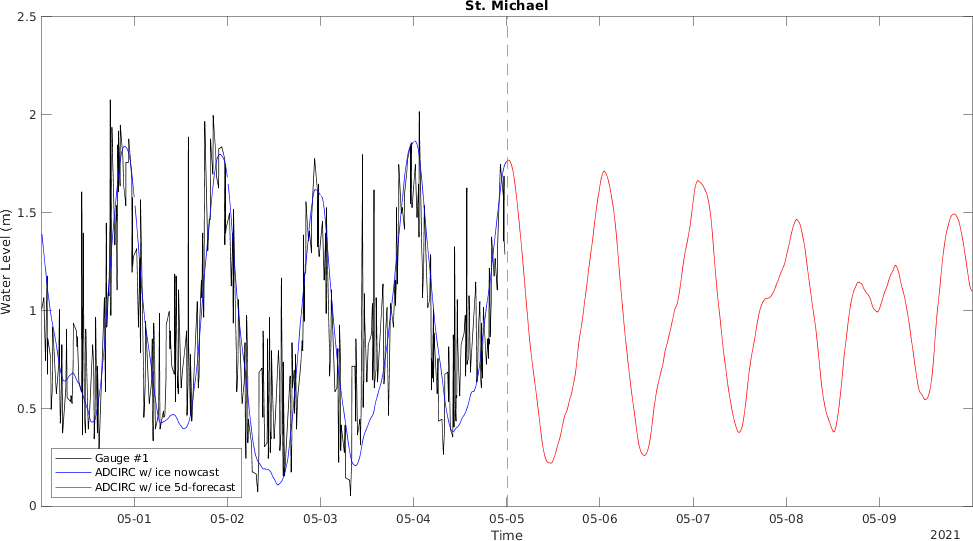 St. Michael
2.5
2
1.5
1
0.5
0
Water Level (m)
Gauge #1
ADCIRC w/ ice nowcast
ADCIRC w/ ice 5d-forecast
05-01 05-02 05-03 05-04 05-05 05-06 05-07 05-08 05-09
Time
2021